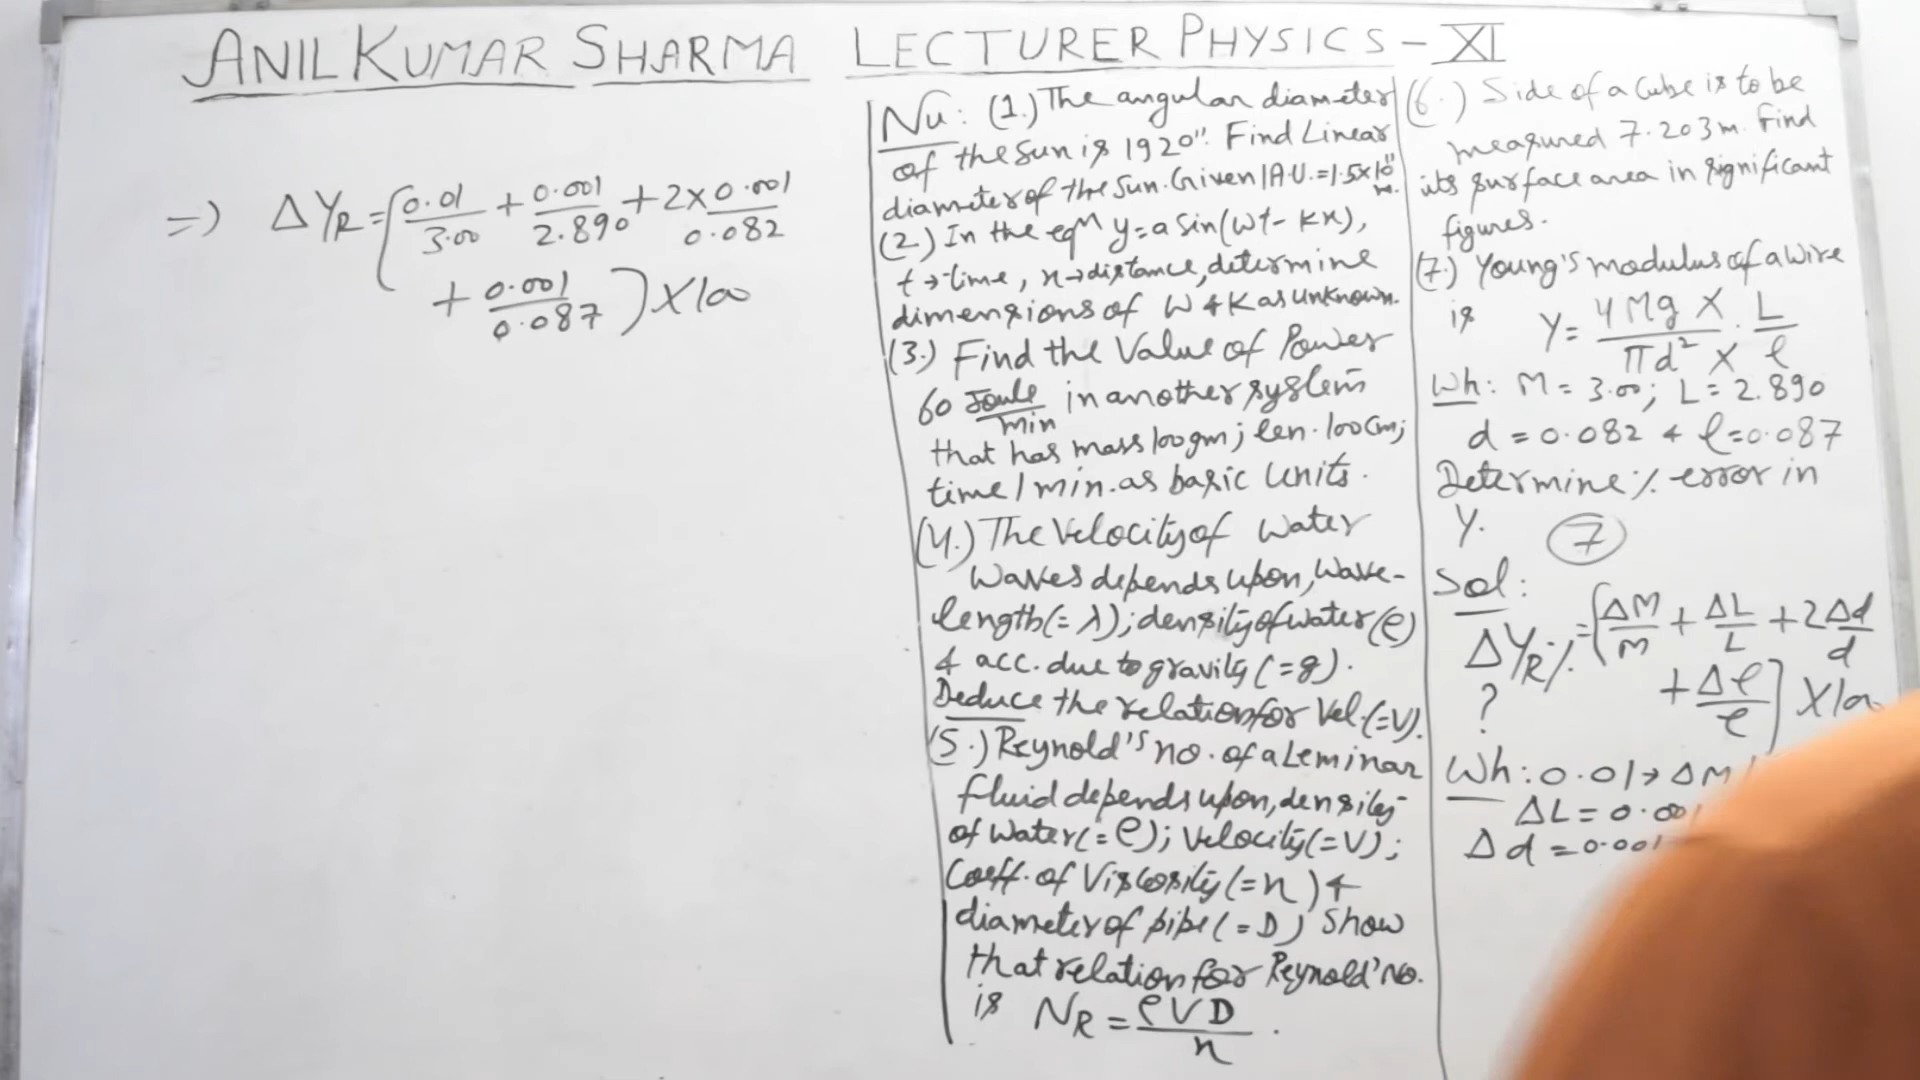 ANIL KUMAR SHARMA LECTURER PHYSICS - XI
=) ΔY_R = (0.01/3.00 + 0.001/2.890 + 2×0.001/0.082
+ 0.001/0.087) ×100
Nu: (1.) The angular diameter
of the Sun is 1920". Find Linear
diameter of the Sun. Given 1 A.U. = 1.5×10¹¹ m.
(2.) In the eqⁿ y=a sin(ωt - kx),
t→time, x→distance, determine
dimensions of ω & K as unknown.
(3.) Find the Value of Power
60 Joule/min in another system
that has mass 100gm; len. 100cm;
time 1 min. as basic units.
(4.) The Velocity of Water
Waves depends upon, Wave-
length (=λ); density of water (ρ)
& acc. due to gravity (=g).
Deduce the relation for Vel. (=V).
(5.) Reynold's no. of a Leminar
fluid depends upon, density
of Water (=ρ); Velocity (=V);
Coeff. of Viscosity (=η) &
diameter of pipe (=D) Show
that relation for Reynold' No.
is N_R = ρVD/η.
(6.) Side of a Cube is to be
measured 7.203m. Find
its surface area in significant
figures.
(7.) Young's modulus of a wire
is Y = 4Mg × /πd² × . L/l
Wh: M = 3.00; L = 2.890
d = 0.082 & l=0.087
Determine % error in
Y. (7)
Sol:
ΔY_R % = [ΔM/M + ΔL/L + 2Δd/d
? + Δl/l] ×100
Wh: 0.01→ΔM
ΔL = 0.001
Δd = 0.001